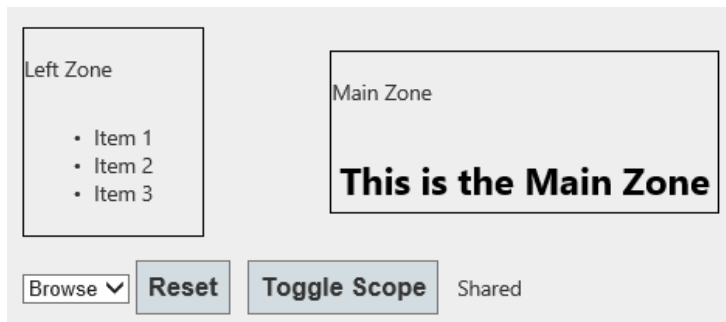 Left Zone
• Item 1
• Item 2
• Item 3
Main Zone
This is the Main Zone
Browse Reset Toggle Scope Shared